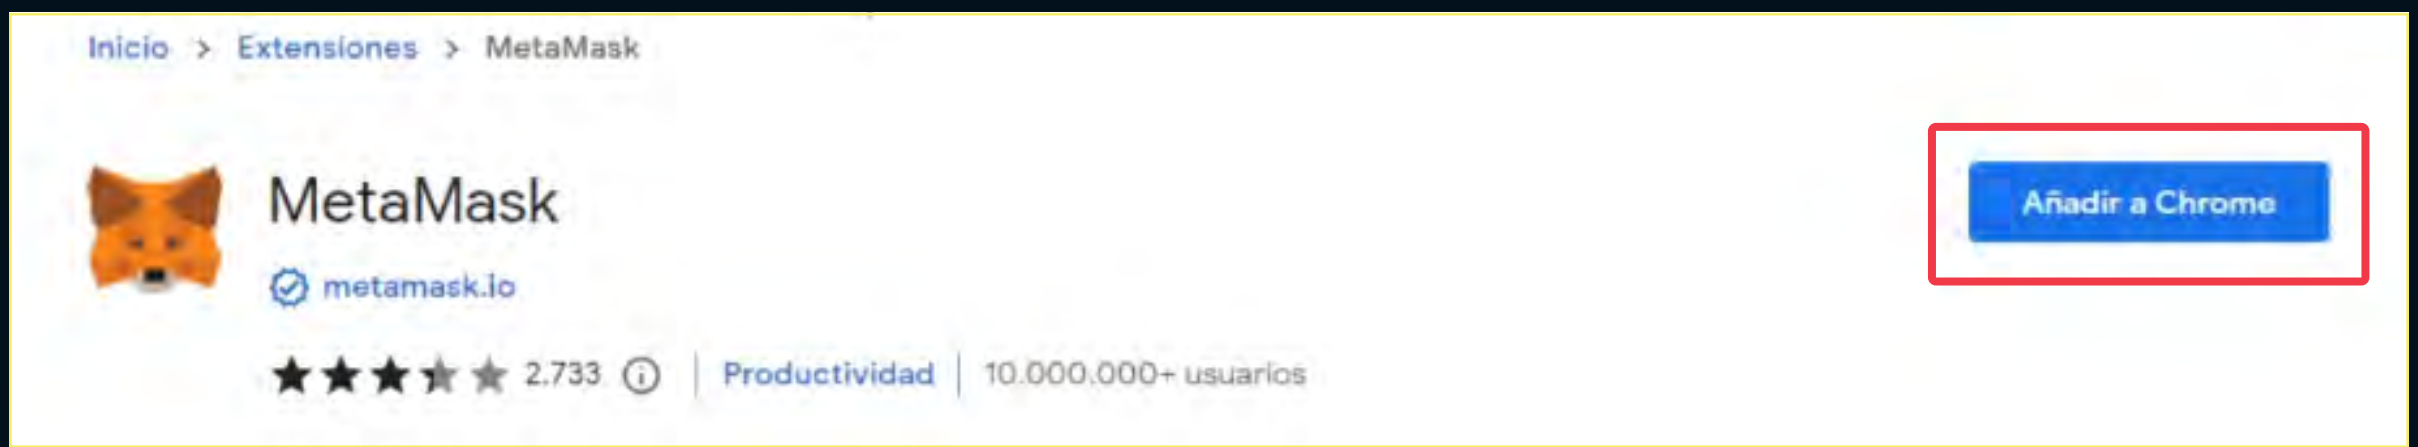 Inicio > Extensiones > MetaMask
MetaMask
Añadir a Chrome
metamask.io
2.733 | Productividad | 10.000.000+ usuarios